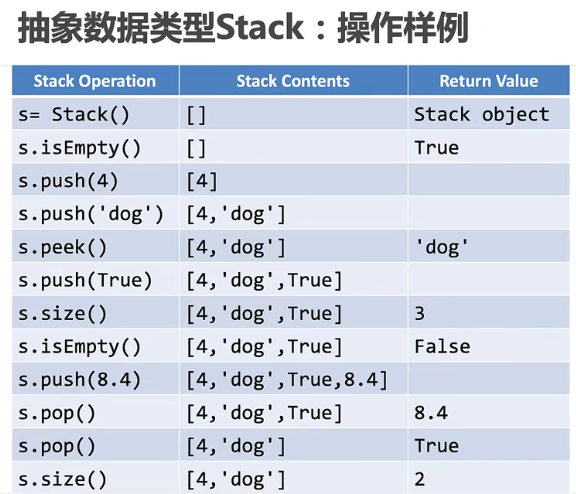 抽象数据类型Stack：操作样例
Stack Operation Stack Contents Return Value
s= Stack() [] Stack object
s.isEmpty() [] True
s.push(4) [4]
s.push('dog') [4,'dog']
s.peek() [4,'dog'] 'dog'
s.push(True) [4,'dog',True]
s.size() [4,'dog',True] 3
s.isEmpty() [4,'dog',True] False
s.push(8.4) [4,'dog',True,8.4]
s.pop() [4,'dog',True] 8.4
s.pop() [4,'dog'] True
s.size() [4,'dog'] 2